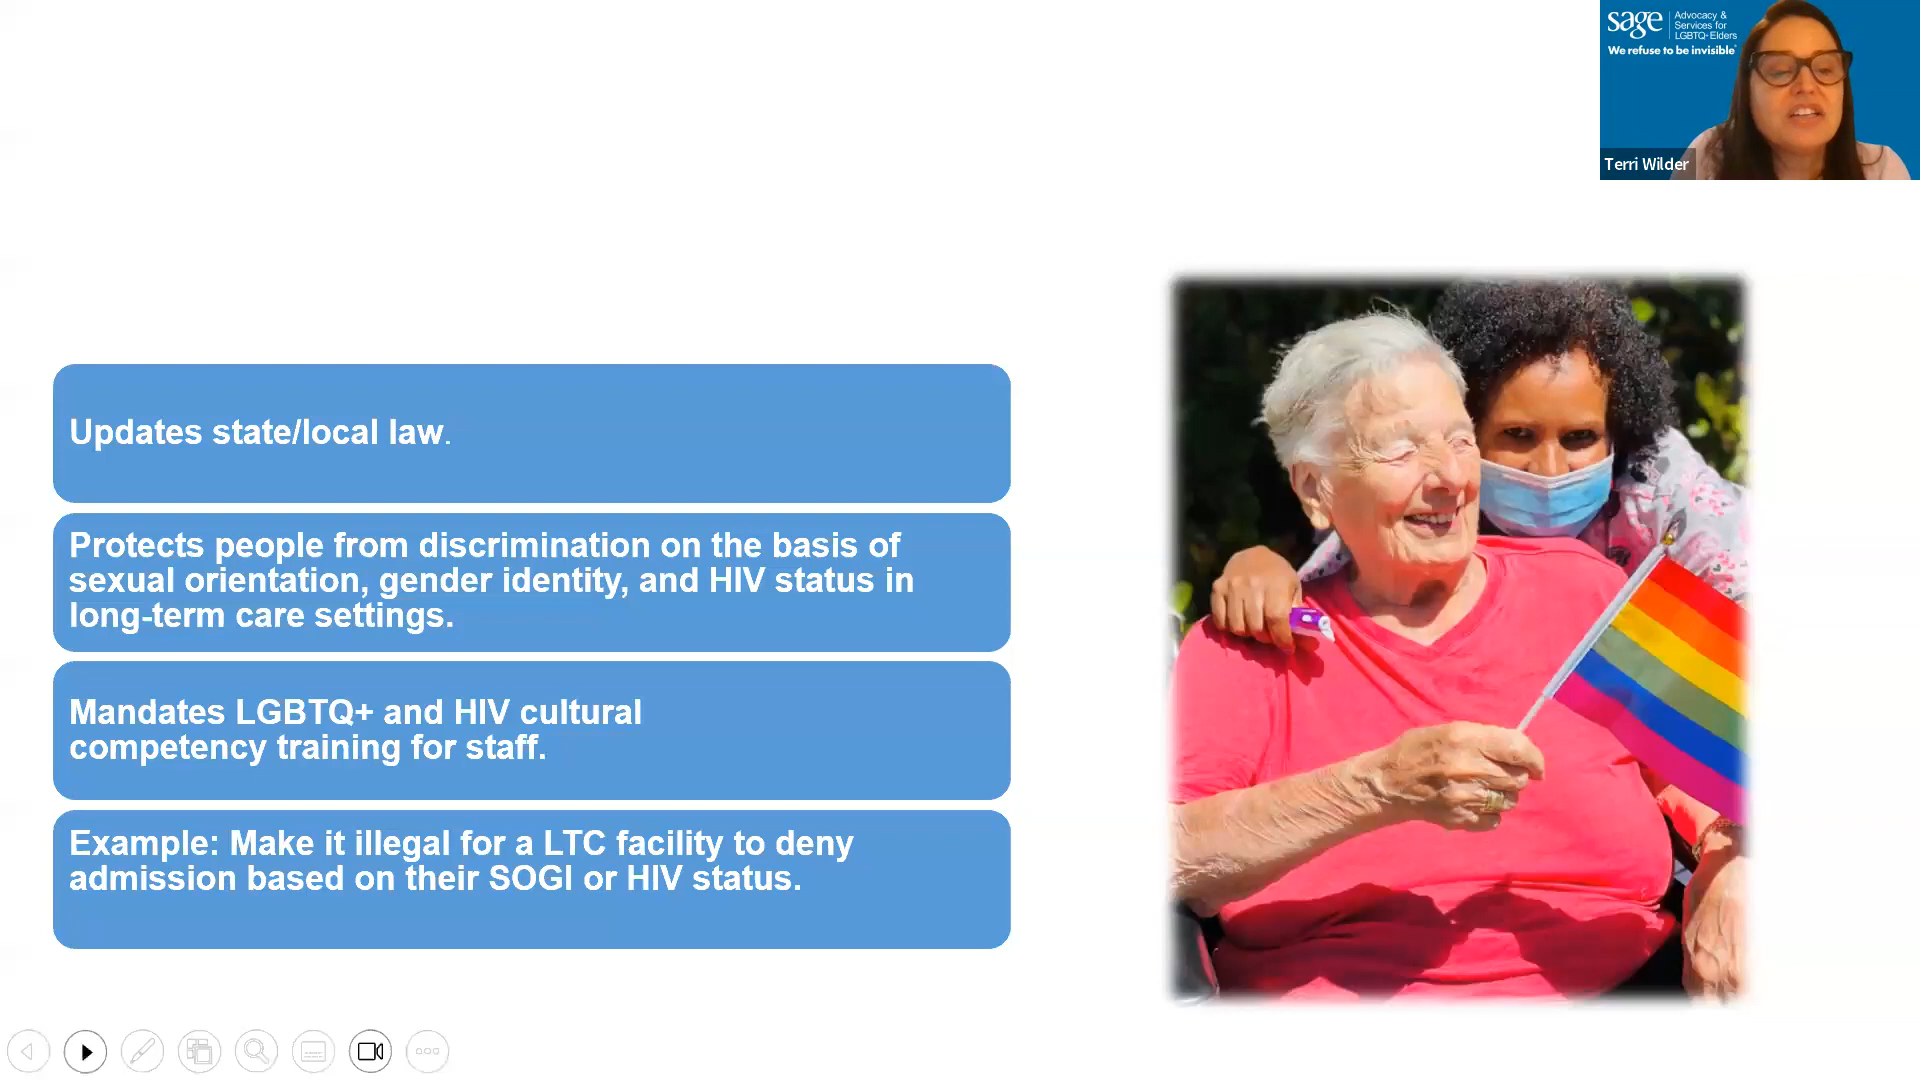 sage
Advocacy &
Services for
LGBTQ+ Elders
We refuse to be invisible
Terri Wilder
Updates state/local law.
Protects people from discrimination on the basis of
sexual orientation, gender identity, and HIV status in
long-term care settings.
Mandates LGBTQ+ and HIV cultural
competency training for staff.
Example: Make it illegal for a LTC facility to deny
admission based on their SOGI or HIV status.